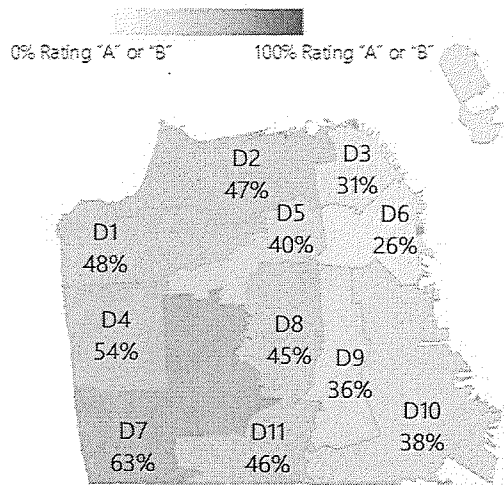 0% Rating "A" or "B" 100% Rating "A" or "B"
D2
47%
D3
31%
D5
40%
D6
26%
D1
48%
D4
54%
D8
45%
D9
36%
D10
38%
D7
63%
D11
46%